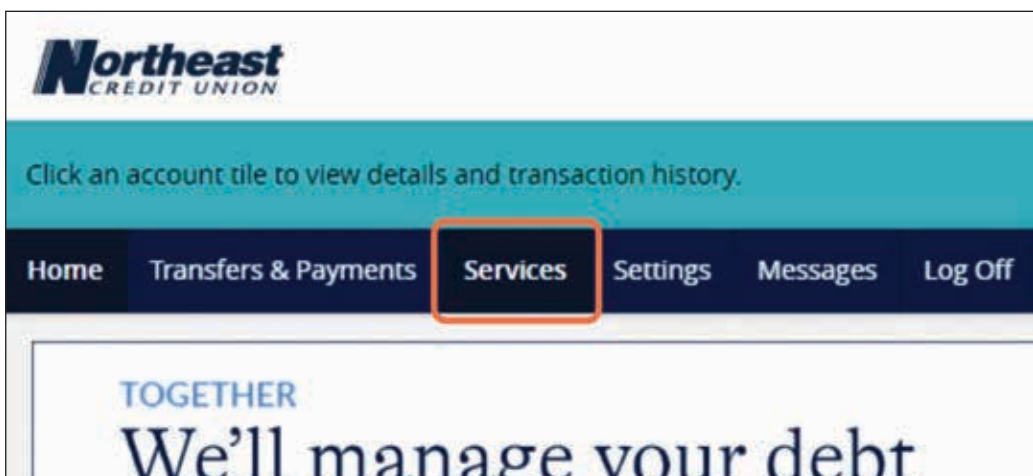 Northeast
CREDIT UNION
Click an account tile to view details and transaction history.
Home Transfers & Payments Services Settings Messages Log Off
TOGETHER
We'll manage your debt